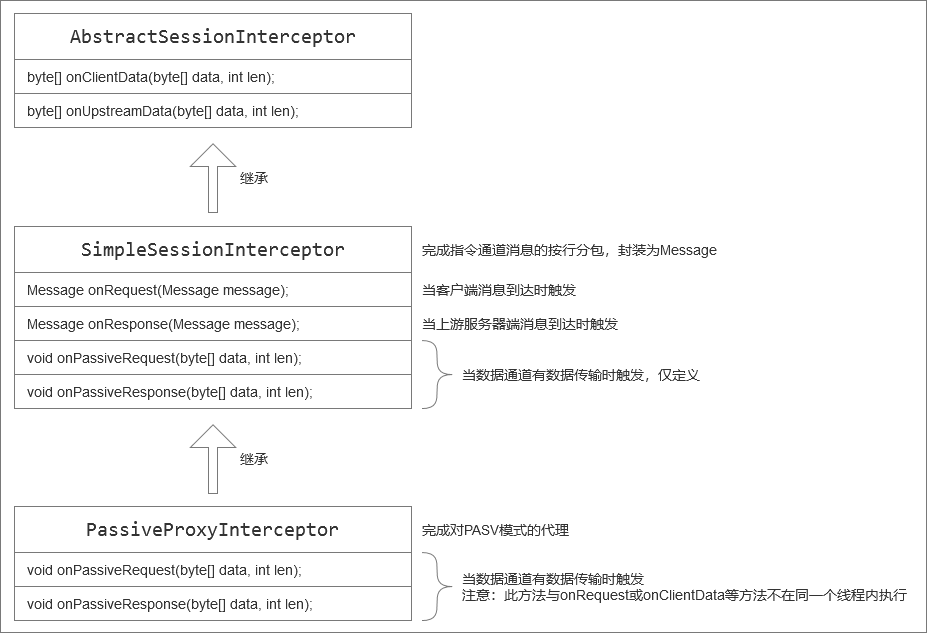 AbstractSessionInterceptor
byte[] onClientData(byte[] data, int len);
byte[] onUpstreamData(byte[] data, int len);
继承
SimpleSessionInterceptor
完成指令通道消息的按行分包，封装为Message
Message onRequest(Message message);
当客户端消息到达时触发
Message onResponse(Message message);
当上游服务器端消息到达时触发
void onPassiveRequest(byte[] data, int len);
void onPassiveResponse(byte[] data, int len);
当数据通道有数据传输时触发，仅定义
继承
PassiveProxyInterceptor
完成对PASV模式的代理
void onPassiveRequest(byte[] data, int len);
void onPassiveResponse(byte[] data, int len);
当数据通道有数据传输时触发
注意：此方法与onRequest或onClientData等方法不在同一个线程内执行